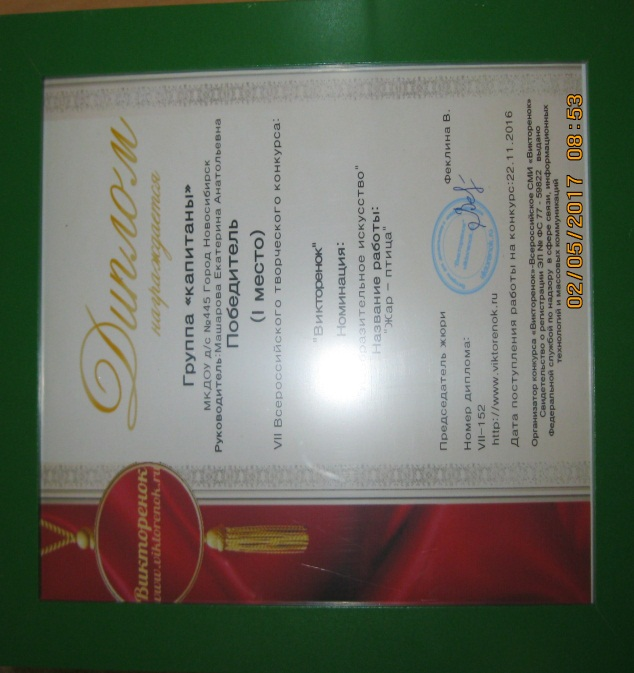 Викторенок
www.viktorenok.ru
Диплом
награждается
Группа «капитаны»
МКДОУ д/с №445 Город Новосибирск
Руководитель:Машарова Екатерина Анатольевна
Победитель
(I место)
VII Всероссийского творческого конкурса:
"Викторенок"
Номинация:
искусство"
Название работы:
"Жар – птица"
Председатель жюри Феклина В.
Номер диплома:
VII–152
http://www.viktorenok.ru
Дата поступления работы на конкурс:22.11.2016
Организатор конкурса «Викторенок»-Всероссийское СМИ «Викторенок»
Свидетельство о регистрации ЭЛ № ФС 77 - 59822 выдано
Федеральной службой по надзору в сфере связи, информационных
технологий и массовых коммуникаций
02/05/2017 08:53